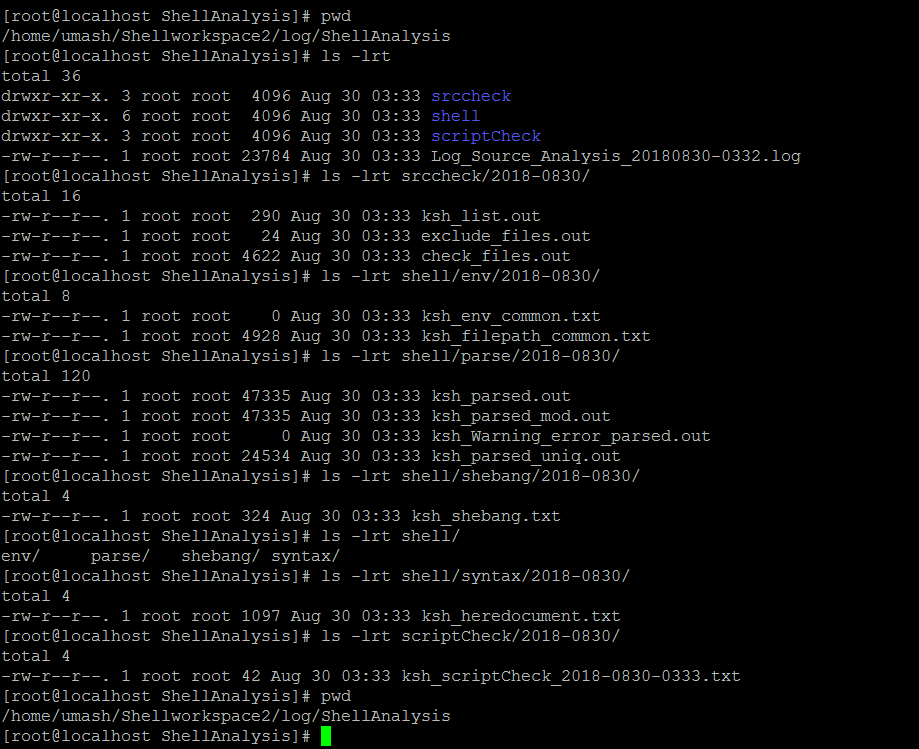 [root@localhost ShellAnalysis]# pwd
/home/umash/Shellworkspace2/log/ShellAnalysis
[root@localhost ShellAnalysis]# ls -lrt
total 36
drwxr-xr-x. 3 root root  4096 Aug 30 03:33 srccheck
drwxr-xr-x. 6 root root  4096 Aug 30 03:33 shell
drwxr-xr-x. 3 root root  4096 Aug 30 03:33 scriptCheck
-rw-r--r--. 1 root root 23784 Aug 30 03:33 Log_Source_Analysis_20180830-0332.log
[root@localhost ShellAnalysis]# ls -lrt srccheck/2018-0830/
total 16
-rw-r--r--. 1 root root  290 Aug 30 03:33 ksh_list.out
-rw-r--r--. 1 root root   24 Aug 30 03:33 exclude_files.out
-rw-r--r--. 1 root root 4622 Aug 30 03:33 check_files.out
[root@localhost ShellAnalysis]# ls -lrt shell/env/2018-0830/
total 8
-rw-r--r--. 1 root root    0 Aug 30 03:33 ksh_env_common.txt
-rw-r--r--. 1 root root 4928 Aug 30 03:33 ksh_filepath_common.txt
[root@localhost ShellAnalysis]# ls -lrt shell/parse/2018-0830/
total 120
-rw-r--r--. 1 root root 47335 Aug 30 03:33 ksh_parsed.out
-rw-r--r--. 1 root root 47335 Aug 30 03:33 ksh_parsed_mod.out
-rw-r--r--. 1 root root     0 Aug 30 03:33 ksh_Warning_error_parsed.out
-rw-r--r--. 1 root root 24534 Aug 30 03:33 ksh_parsed_uniq.out
[root@localhost ShellAnalysis]# ls -lrt shell/shebang/2018-0830/
total 4
-rw-r--r--. 1 root root 324 Aug 30 03:33 ksh_shebang.txt
[root@localhost ShellAnalysis]# ls -lrt shell/
env/     parse/   shebang/ syntax/
[root@localhost ShellAnalysis]# ls -lrt shell/syntax/2018-0830/
total 4
-rw-r--r--. 1 root root 1097 Aug 30 03:33 ksh_heredocument.txt
[root@localhost ShellAnalysis]# ls -lrt scriptCheck/2018-0830/
total 4
-rw-r--r--. 1 root root 42 Aug 30 03:33 ksh_scriptCheck_2018-0830-0333.txt
[root@localhost ShellAnalysis]# pwd
/home/umash/Shellworkspace2/log/ShellAnalysis
[root@localhost ShellAnalysis]#